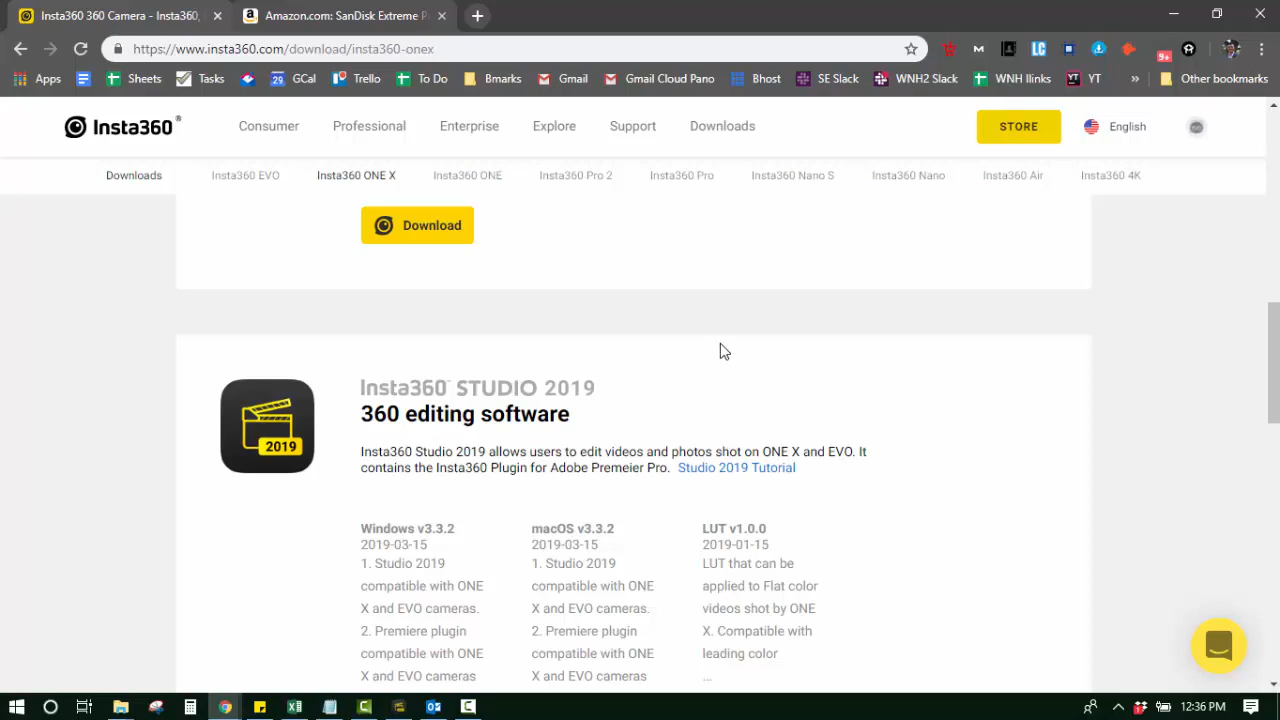 Insta360 360 Camera - Insta360,
Amazon.com: SanDisk Extreme P
https://www.insta360.com/download/insta360-onex
9+
Apps
Sheets
Tasks
29
GCal
Trello
To Do
Bmarks
Gmail
Gmail Cloud Pano
Bhost
SE Slack
WNH2 Slack
WNH Ilinks
YT
YT
»
Other bookmarks
Insta360®
Consumer
Professional
Enterprise
Explore
Support
Downloads
STORE
English
Downloads
Insta360 EVO
Insta360 ONE X
Insta360 ONE
Insta360 Pro 2
Insta360 Pro
Insta360 Nano S
Insta360 Nano
Insta360 Air
Insta360 4K
Download
2019
Insta360 STUDIO 2019
360 editing software
Insta360 Studio 2019 allows users to edit videos and photos shot on ONE X and EVO. It
contains the Insta360 Plugin for Adobe Premeier Pro. Studio 2019 Tutorial
Windows v3.3.2
2019-03-15
1. Studio 2019
compatible with ONE
X and EVO cameras.
2. Premiere plugin
compatible with ONE
X and EVO cameras
macOS v3.3.2
2019-03-15
1. Studio 2019
compatible with ONE
X and EVO cameras.
2. Premiere plugin
compatible with ONE
X and EVO cameras
LUT v1.0.0
2019-01-15
LUT that can be
applied to Flat color
videos shot by ONE
X. Compatible with
leading color
...
12:36 PM